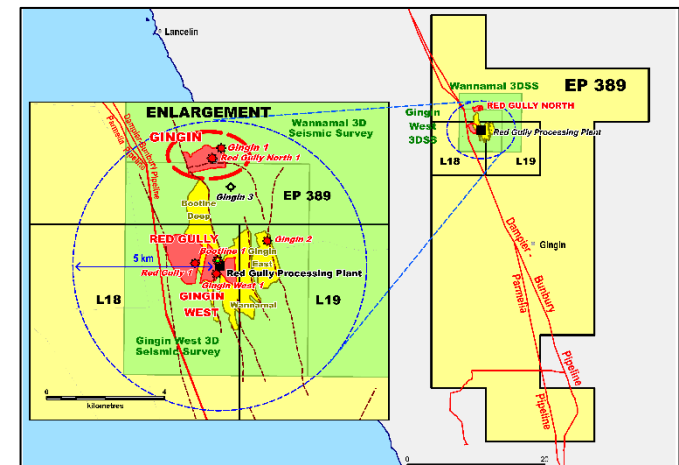 Lancelin
ENLARGEMENT
Wannamal 3D
Seismic Survey
Dampier-Bunbury Pipeline
Parmelia Pipeline
GINGIN
Gingin 1
Red Gully North 1
Gingin 3
EP 389
Bootine
Deep
RED GULLY
Bootine 1
Gingin 2
Gingin
East
5 km
Red Gully 1
Red Gully Processing Plant
Gingin West 1
GINGIN
WEST
L18
L19
Wannamal
Gingin West 3D
Seismic Survey
0
4
kilometres
Wannamal 3DSS
EP 389
RED GULLY NORTH
Gingin
West
3DSS
Red Gully Processing Plant
L18
L19
Gingin
Dampier -
Bunbury
Pipeline
Parmelia
Pipeline
0
20